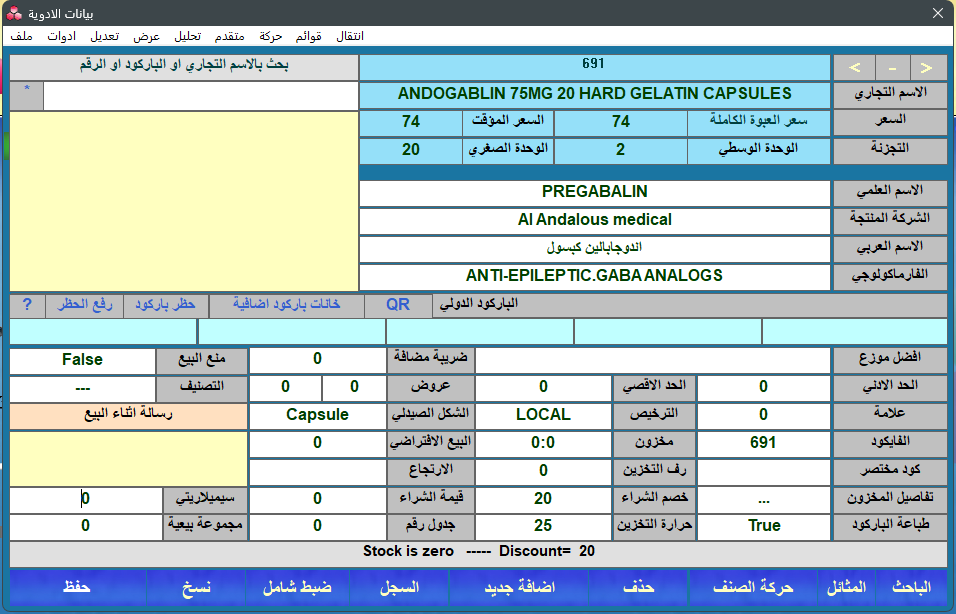 بيانات الادوية
ملف ادوات تعديل عرض تحليل متقدم حركة قوائم انتقال
< - > 691 بحث بالاسم التجاري او الباركود او الرقم
الاسم التجاري ANDOGABLIN 75MG 20 HARD GELATIN CAPSULES *
السعر سعر العبوة الكاملة 74 السعر المؤقت 74
التجزئة الوحدة الوسطي 2 الوحدة الصغري 20
الاسم العلمي PREGABALIN
الشركة المنتجة Al Andalous medical
الاسم العربي اندوجابالين كبسول
الفارماكولوجي ANTI-EPILEPTIC.GABA ANALOGS
الباركود الدولي QR خانات باركود اضافية حظر باركود رفع الحظر ?
افضل موزع ضريبة مضافة 0 منع البيع False
الحد الادني 0 الحد الاقصي 0 عروض 0 0 التصنيف ---
علامة 0 الترخيص LOCAL الشكل الصيدلي Capsule رسالة اثناء البيع
الفايكود 691 مخزون 0:0 البيع الافتراضي 0
كود مختصر رف التخزين 0 الارتجاع
تفاصيل المخزون ... خصم الشراء 20 قيمة الشراء 0 سيميلاريتي 0
طباعة الباركود True حرارة التخزين 25 جدول رقم 0 مجموعة بيعية 0
Stock is zero ----- Discount= 20
الباحث المثائل حركة الصنف حذف اضافة جديد السجل ضبط شامل نسخ حفظ